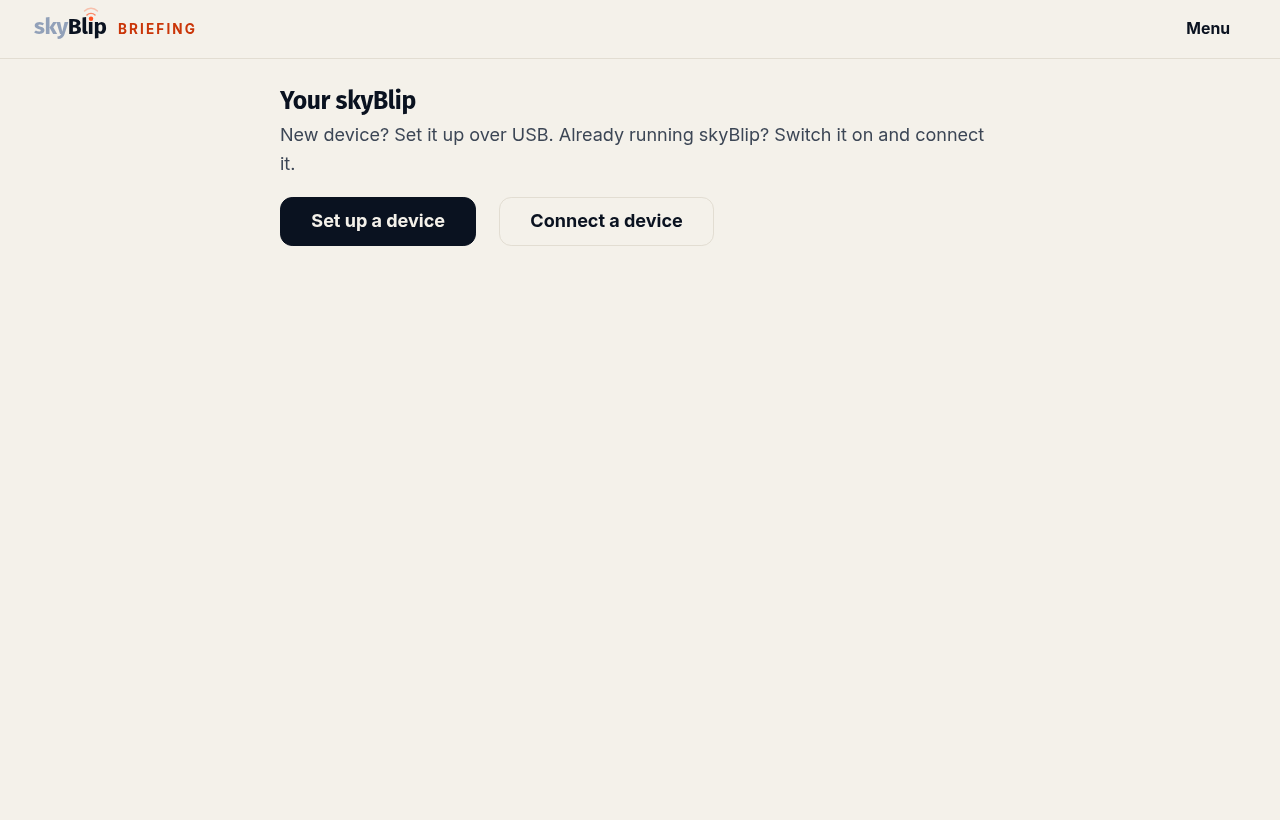 skyBlip BRIEFING
Menu
Your skyBlip
New device? Set it up over USB. Already running skyBlip? Switch it on and connect
it.
Set up a device
Connect a device